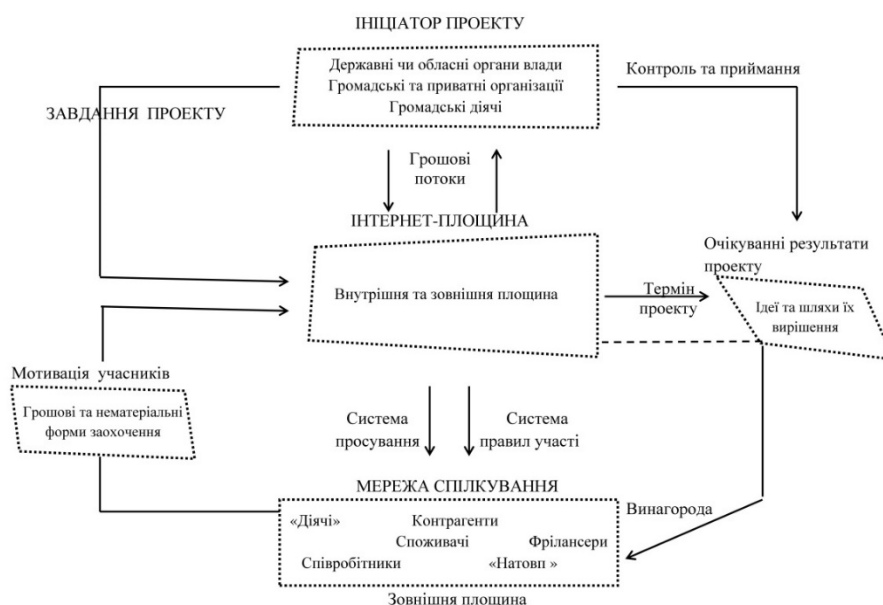 ІНІЦІАТОР ПРОЕКТУ
Державні чи обласні органи влади
Громадські та приватні організації
Громадські діячі
Контроль та приймання
ЗАВДАННЯ ПРОЕКТУ
Грошові
потоки
ІНТЕРНЕТ-ПЛОЩИНА
Внутрішня та зовнішня площина
Очікуванні результати
проекту
Термін
проекту
Ідеї та шляхи їх
вирішення
Мотивація учасників
Грошові та нематеріальні
форми заохочення
Система
просування
Система
правил участі
МЕРЕЖА СПІЛКУВАННЯ
Винагорода
«Діячі» Контрагенти
Споживачі Фрілансери
Співробітники «Натовп »
Зовнішня площина